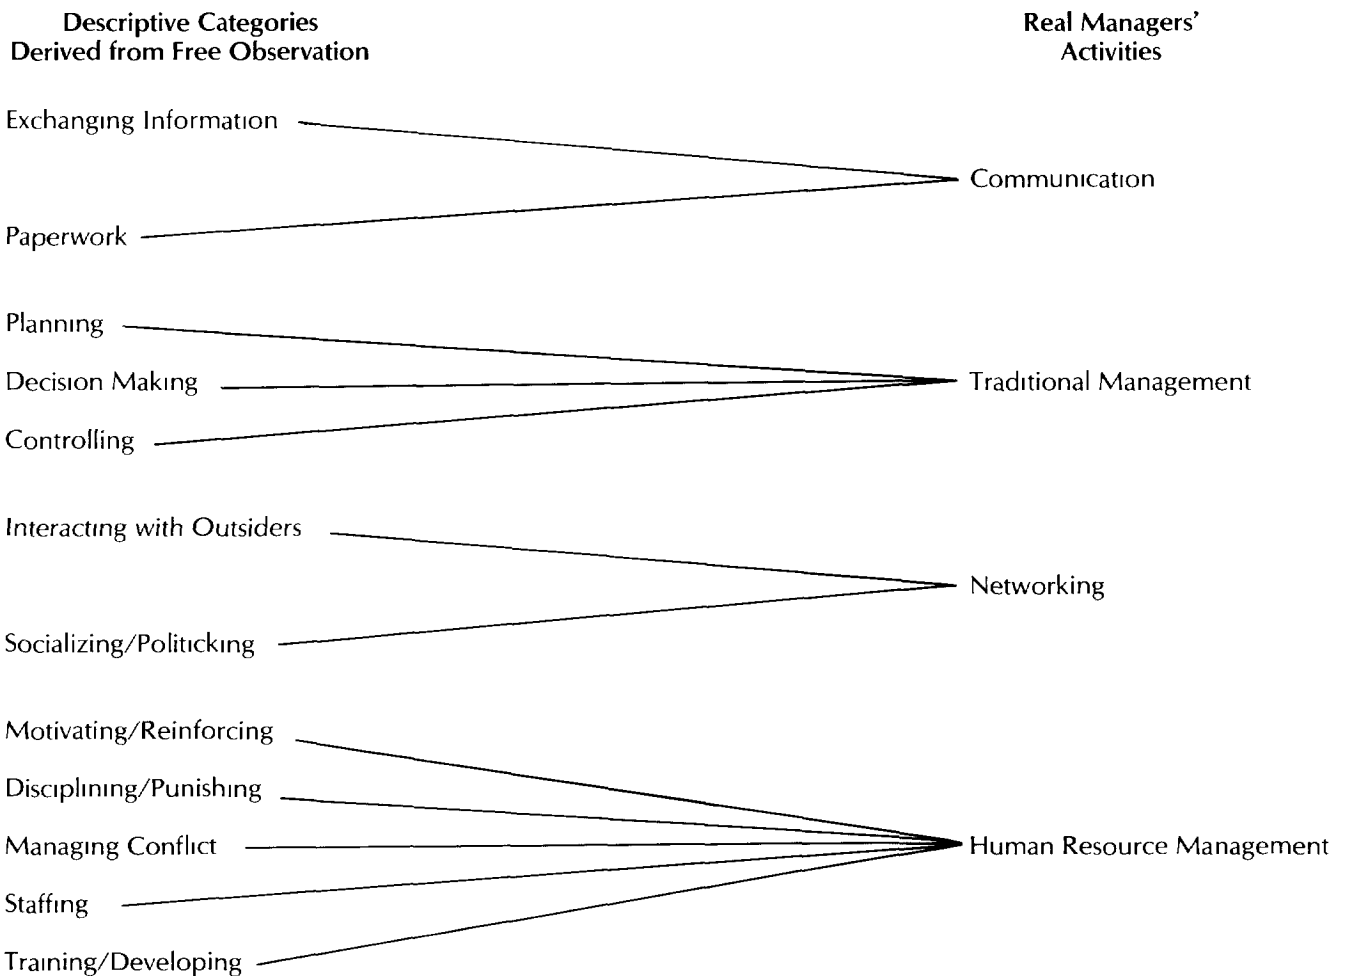 Descriptive Categories
Derived from Free Observation
Real Managers'
Activities
Exchanging Information
Communication
Paperwork
Planning
Decision Making
Traditional Management
Controlling
Interacting with Outsiders
Networking
Socializing/Politicking
Motivating/Reinforcing
Disciplining/Punishing
Managing Conflict
Human Resource Management
Staffing
Training/Developing